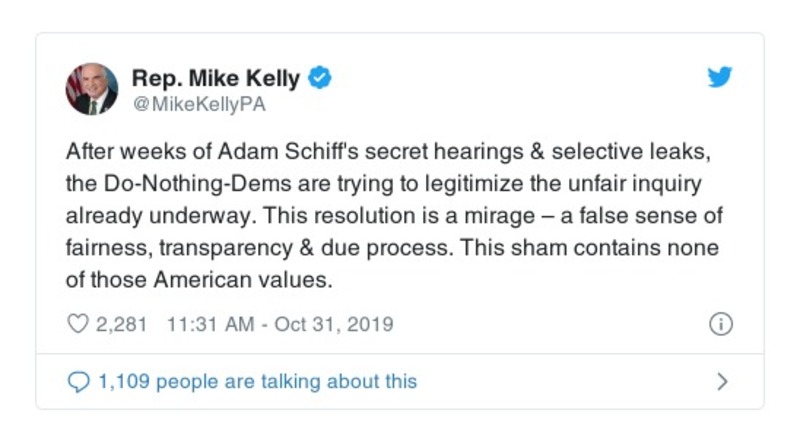 Rep. Mike Kelly
@MikeKellyPA
After weeks of Adam Schiff's secret hearings & selective leaks,
the Do-Nothing-Dems are trying to legitimize the unfair inquiry
already underway. This resolution is a mirage – a false sense of
fairness, transparency & due process. This sham contains none
of those American values.
2,281 11:31 AM - Oct 31, 2019
1,109 people are talking about this